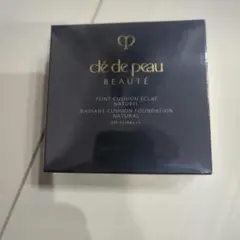 clé de peau
BEAUTÉ
TEINT CUSHION ÉCLAT
NATUREL
RADIANT CUSHION FOUNDATION
NATURAL